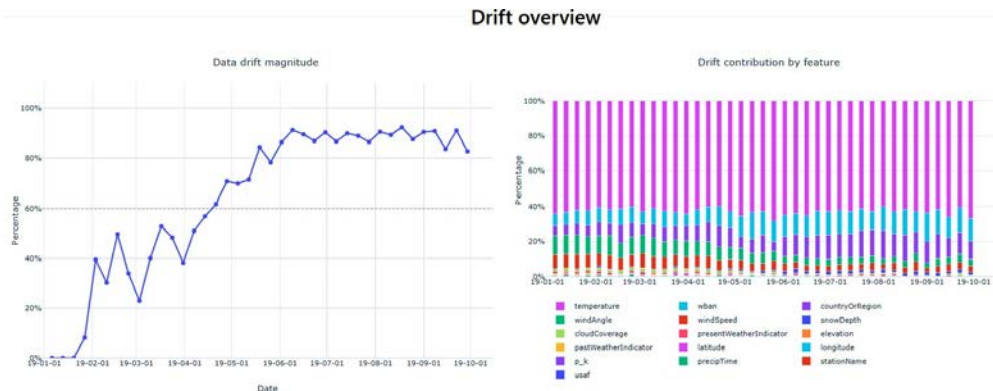 Drift overview
Data drift magnitude
100%
80%
60%
40%
20%
0%
Percentage
19-01-01
19-02-01
19-03-01
19-04-01
19-05-01
19-06-01
19-07-01
19-08-01
19-09-01
19-10-01
Date
Drift contribution by feature
100%
80%
60%
40%
20%
0%
Percentage
19-01-01
19-02-01
19-03-01
19-04-01
19-05-01
19-06-01
19-07-01
19-08-01
19-09-01
19-10-01
temperature wban countryOrRegion
windAngle windSpeed snowDepth
cloudCoverage presentWeatherIndicator elevation
pastWeatherIndicator latitude longitude
p_k precipTime stationName
usaf